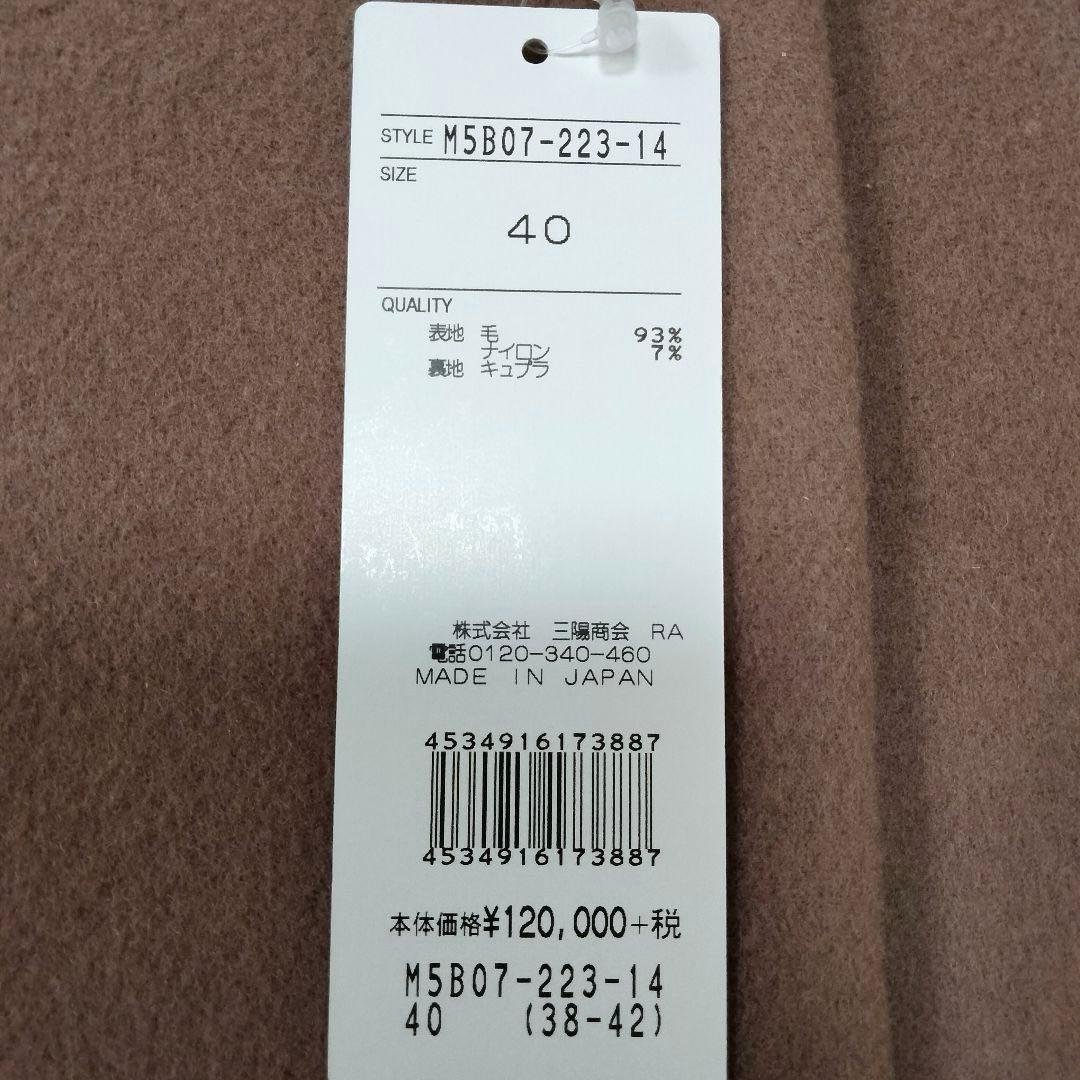 STYLE M5B07-223-14
SIZE
40
QUALITY
表地 毛 93%
ナイロン 7%
裏地 キュプラ
株式会社 三陽商会 RA
電話0120-340-460
MADE IN JAPAN
4534916173887
4534916173887
本体価格¥120,000+税
M5B07-223-14
40 (38-42)